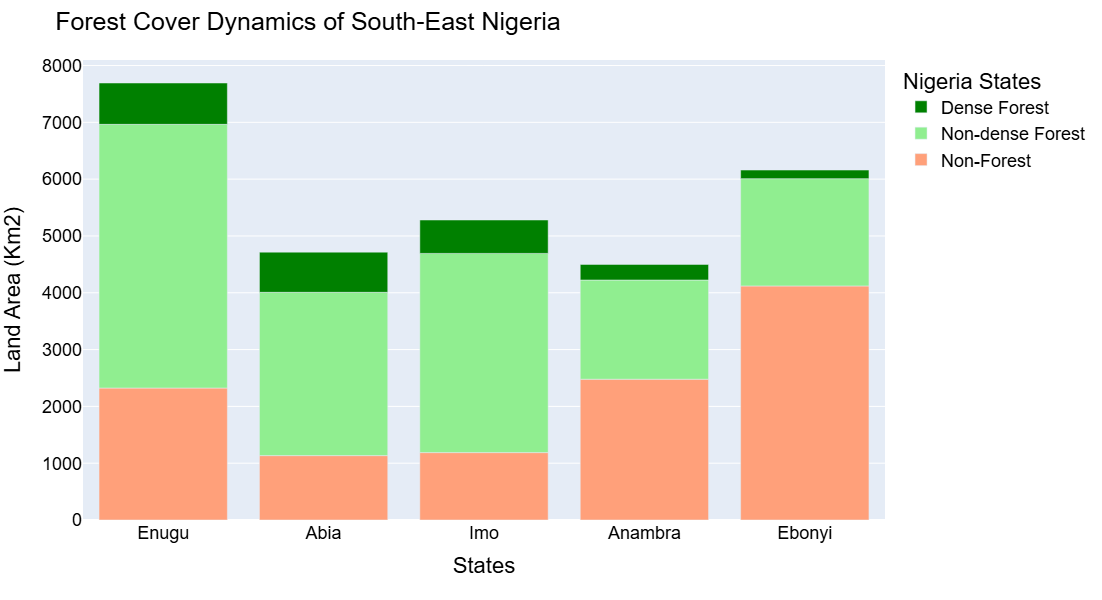 Forest Cover Dynamics of South-East Nigeria
Land Area (Km2)
8000
7000
6000
5000
4000
3000
2000
1000
0
Enugu Abia Imo Anambra Ebonyi
States
Nigeria States
Dense Forest
Non-dense Forest
Non-Forest